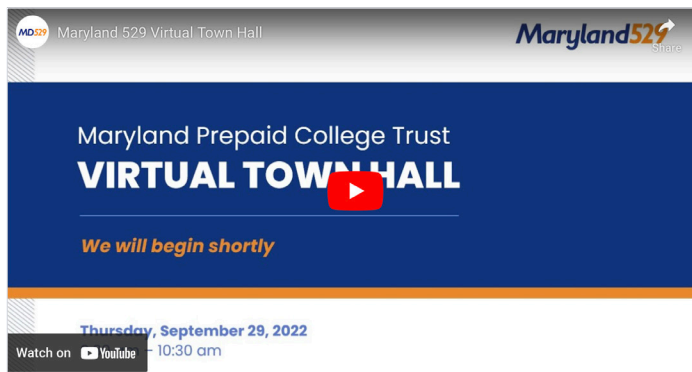 MD529 Maryland 529 Virtual Town Hall
Maryland529
Share
Maryland Prepaid College Trust
VIRTUAL TOWN HALL
We will begin shortly
Thursday, September 29, 2022
– 10:30 am
Watch on YouTube